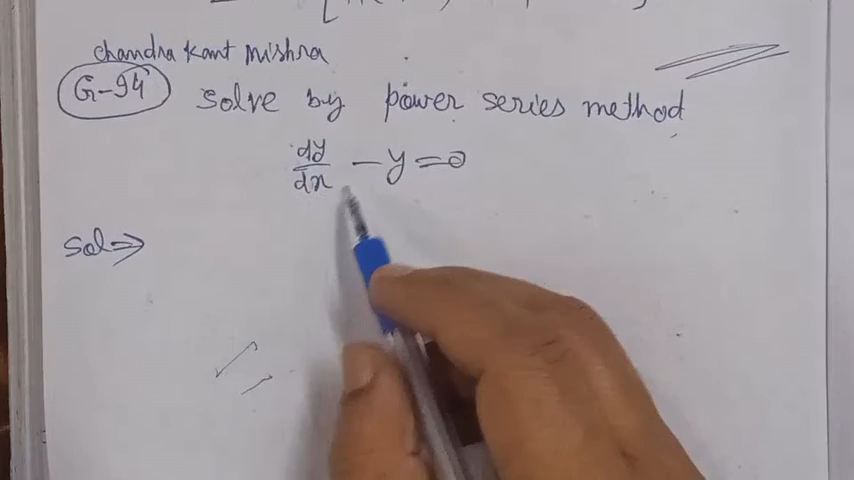 Chandra Kant Mishra
G-94 Solve by power series method
dy/dx - y = 0
Sol⇒